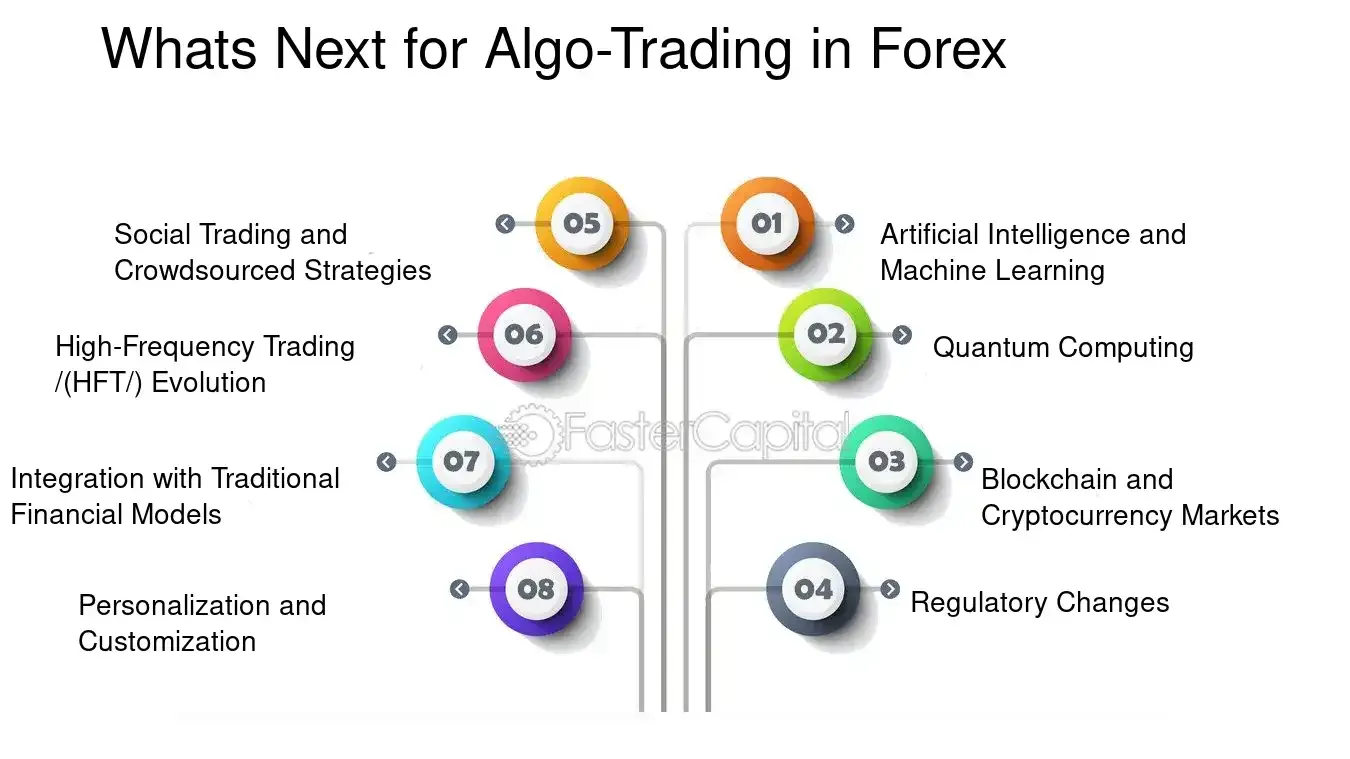 Whats Next for Algo-Trading in Forex
01
Artificial Intelligence and
Machine Learning
02
Quantum Computing
03
Blockchain and
Cryptocurrency Markets
04
Regulatory Changes
05
Social Trading and
Crowdsourced Strategies
06
High-Frequency Trading
/(HFT/) Evolution
07
Integration with Traditional
Financial Models
08
Personalization and
Customization
FasterCapital